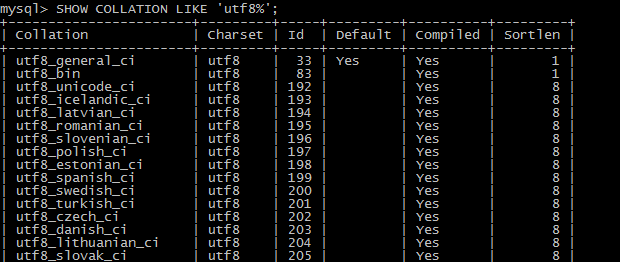 mysql> SHOW COLLATION LIKE 'utf8%';
+----------------------+---------+-----+---------+----------+---------+
| Collation            | Charset | Id  | Default | Compiled | Sortlen |
+----------------------+---------+-----+---------+----------+---------+
| utf8_general_ci      | utf8    |  33 | Yes     | Yes      |       1 |
| utf8_bin             | utf8    |  83 |         | Yes      |       1 |
| utf8_unicode_ci      | utf8    | 192 |         | Yes      |       8 |
| utf8_icelandic_ci    | utf8    | 193 |         | Yes      |       8 |
| utf8_latvian_ci      | utf8    | 194 |         | Yes      |       8 |
| utf8_romanian_ci     | utf8    | 195 |         | Yes      |       8 |
| utf8_slovenian_ci    | utf8    | 196 |         | Yes      |       8 |
| utf8_polish_ci       | utf8    | 197 |         | Yes      |       8 |
| utf8_estonian_ci     | utf8    | 198 |         | Yes      |       8 |
| utf8_spanish_ci      | utf8    | 199 |         | Yes      |       8 |
| utf8_swedish_ci      | utf8    | 200 |         | Yes      |       8 |
| utf8_turkish_ci      | utf8    | 201 |         | Yes      |       8 |
| utf8_czech_ci        | utf8    | 202 |         | Yes      |       8 |
| utf8_danish_ci       | utf8    | 203 |         | Yes      |       8 |
| utf8_lithuanian_ci   | utf8    | 204 |         | Yes      |       8 |
| utf8_slovak_ci       | utf8    | 205 |         | Yes      |       8 |